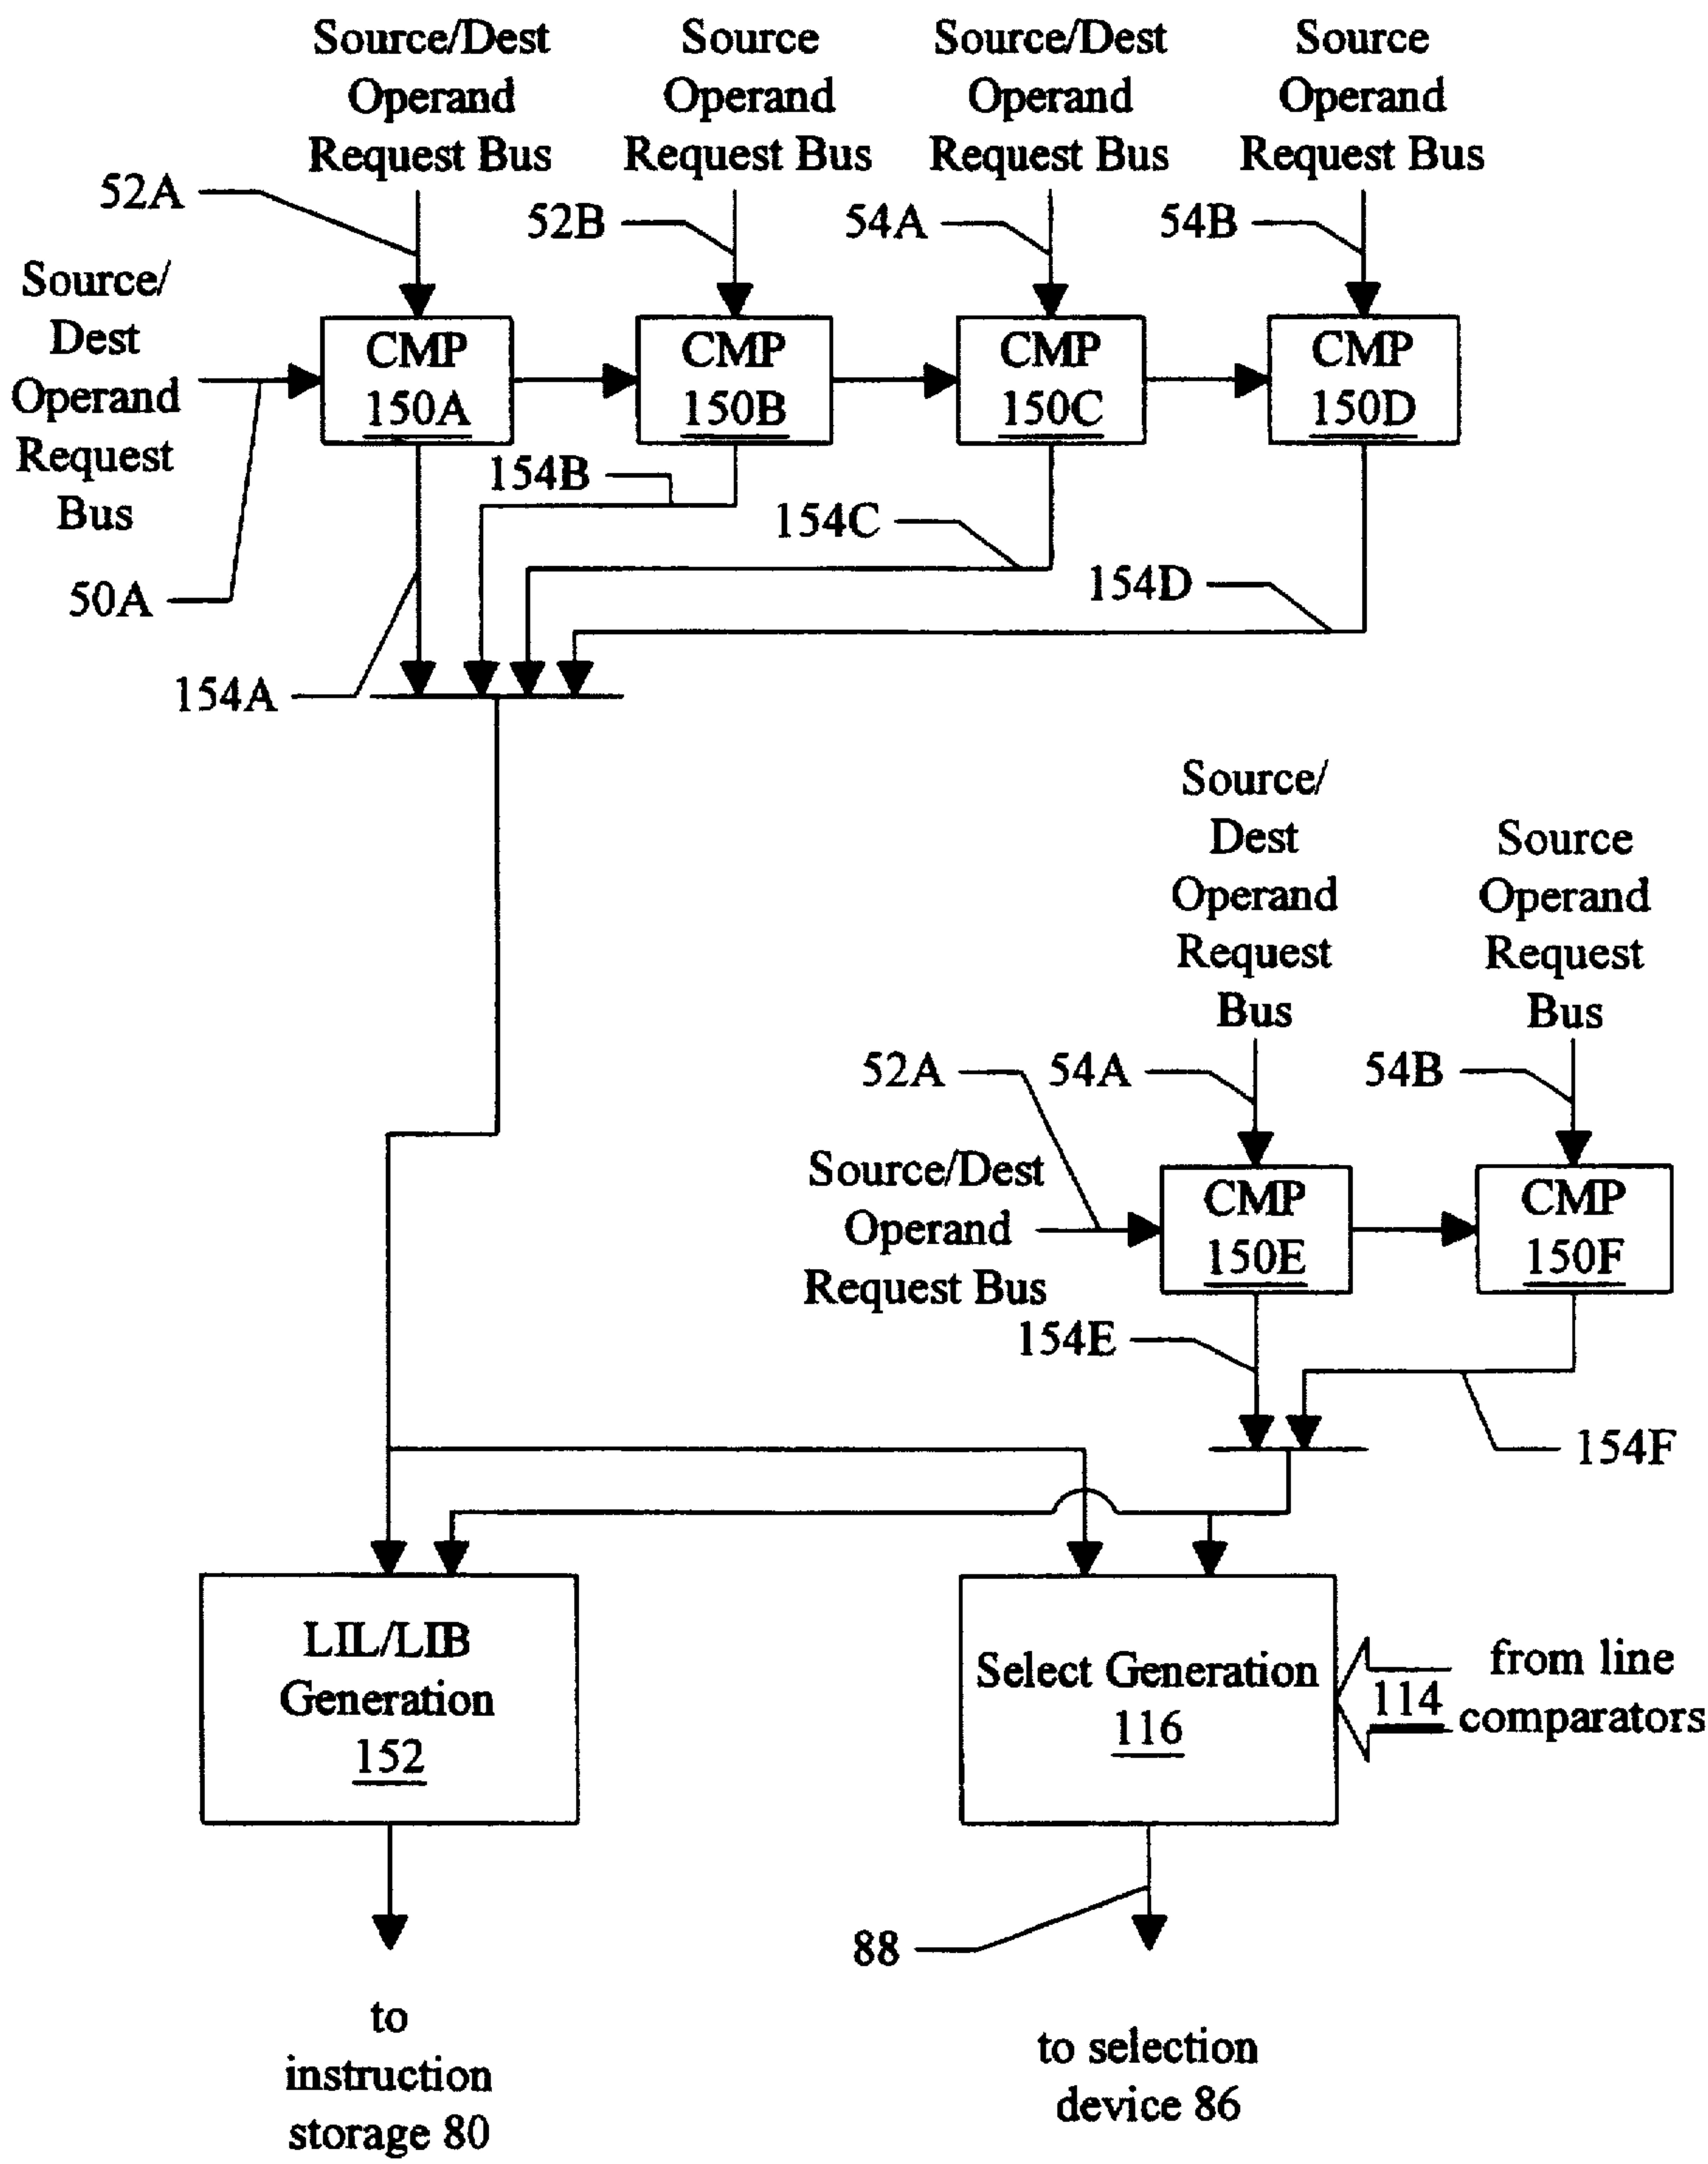 Source/Dest
Operand
Request Bus
Source
Operand
Request Bus
Source/Dest
Operand
Request Bus
Source
Operand
Request Bus
52A
52B
54A
54B
Source/
Dest
Operand
Request
Bus
CMP
150A
CMP
150B
CMP
150C
CMP
150D
50A
154B
154C
154D
154A
Source/
Dest
Operand
Request
Bus
Source
Operand
Request
Bus
52A
54A
54B
Source/Dest
Operand
Request Bus
CMP
150E
CMP
150F
154E
154F
LIL/LIB
Generation
152
Select Generation
116
from line
114 comparators
88
to
instruction
storage 80
to selection
device 86